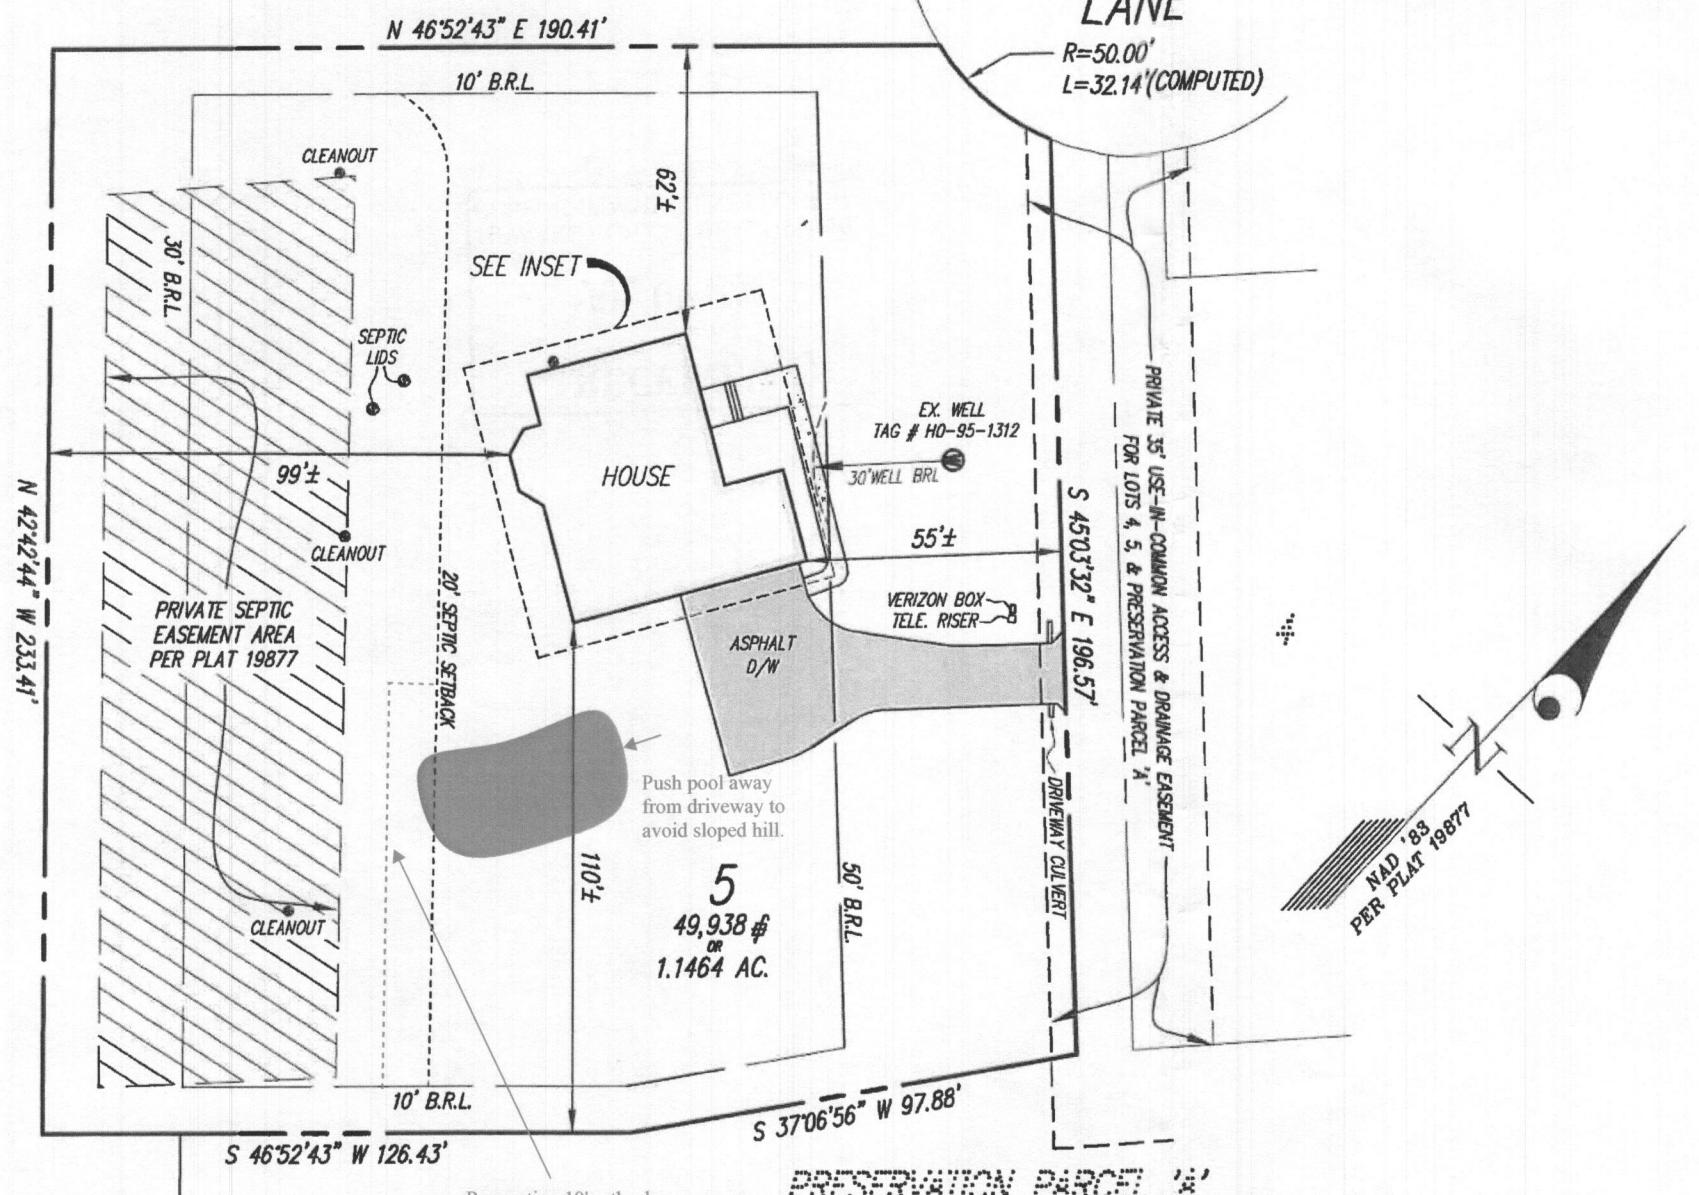 LANE
N 46°52'43" E 190.41'
R=50.00'
L=32.14'(COMPUTED)
10' B.R.L.
CLEANOUT
62'±
30' B.R.L.
SEE INSET
SEPTIC
LIDS
EX. WELL
TAG # HO-95-1312
30'WELL BRL
HOUSE
99'±
CLEANOUT
55'±
N 42°42'44" W 233.41'
S 45°03'32" E 196.57'
PRIVATE 35' USE-IN-COMMON ACCESS & DRAINAGE EASEMENT
FOR LOTS 4, 5, & PRESERVATION PARCEL 'A'
PRIVATE SEPTIC
EASEMENT AREA
PER PLAT 19877
20' SEPTIC SETBACK
VERIZON BOX
TELE. RISER
ASPHALT
D/W
Push pool away
from driveway to
avoid sloped hill.
DRIVEWAY CULVERT
N
NAD '83
PER PLAT 19877
110'±
5
49,938 ⏍
OR
1.1464 AC.
50' B.R.L.
CLEANOUT
10' B.R.L.
S 37°06'56" W 97.88'
S 46°52'43" W 126.43'
PRESERVATION PARCEL 'A'